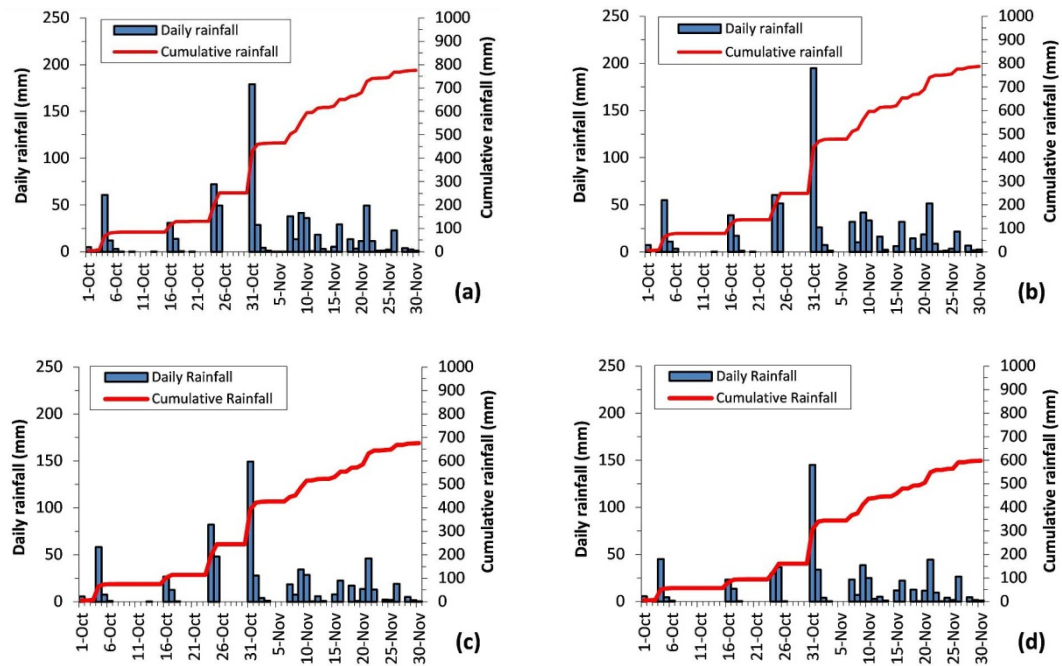 Daily rainfall
Cumulative rainfall
Daily rainfall (mm)
250
200
150
100
50
0
Cumulative rainfall (mm)
1000
900
800
700
600
500
400
300
200
100
0
1-Oct
6-Oct
11-Oct
16-Oct
21-Oct
26-Oct
31-Oct
5-Nov
10-Nov
15-Nov
20-Nov
25-Nov
30-Nov
(a)
Daily rainfall
Cumulative rainfall
Daily rainfall (mm)
250
200
150
100
50
0
Cumulative rainfall (mm)
1000
900
800
700
600
500
400
300
200
100
0
1-Oct
6-Oct
11-Oct
16-Oct
21-Oct
26-Oct
31-Oct
5-Nov
10-Nov
15-Nov
20-Nov
25-Nov
30-Nov
(b)
Daily Rainfall
Cumulative Rainfall
Daily rainfall (mm)
250
200
150
100
50
0
Cumulative rainfall (mm)
1000
900
800
700
600
500
400
300
200
100
0
1-Oct
6-Oct
11-Oct
16-Oct
21-Oct
26-Oct
31-Oct
5-Nov
10-Nov
15-Nov
20-Nov
25-Nov
30-Nov
(c)
Daily Rainfall
Cumulative Rainfall
Daily rainfall (mm)
250
200
150
100
50
0
Cumulative rainfall (mm)
1000
900
800
700
600
500
400
300
200
100
0
1-Oct
6-Oct
11-Oct
16-Oct
21-Oct
26-Oct
31-Oct
5-Nov
10-Nov
15-Nov
20-Nov
25-Nov
30-Nov
(d)